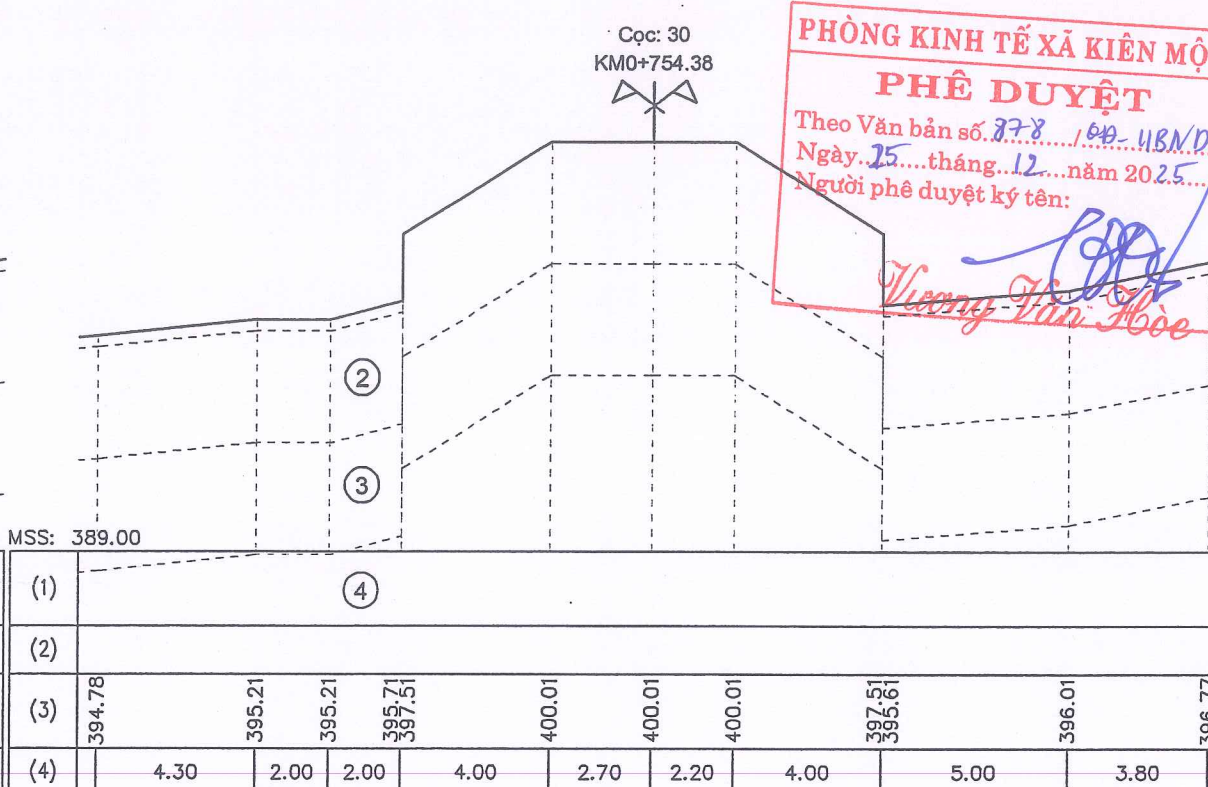 Cọc: 30
KM0+754.38
PHÒNG KINH TẾ XÃ KIÊN MỘ
PHÊ DUYỆT
Theo Văn bản số 878 /QĐ-UBND
Ngày 25 tháng 12 năm 2025
Người phê duyệt ký tên:
Vương Văn Hòe
2
3
MSS: 389.00
(1) 4
(2)
(3) 394.78 395.21 395.21 395.71 397.51 400.01 400.01 400.01 397.51 395.61 396.01 396.77
(4) 4.30 2.00 2.00 4.00 2.70 2.20 4.00 5.00 3.80